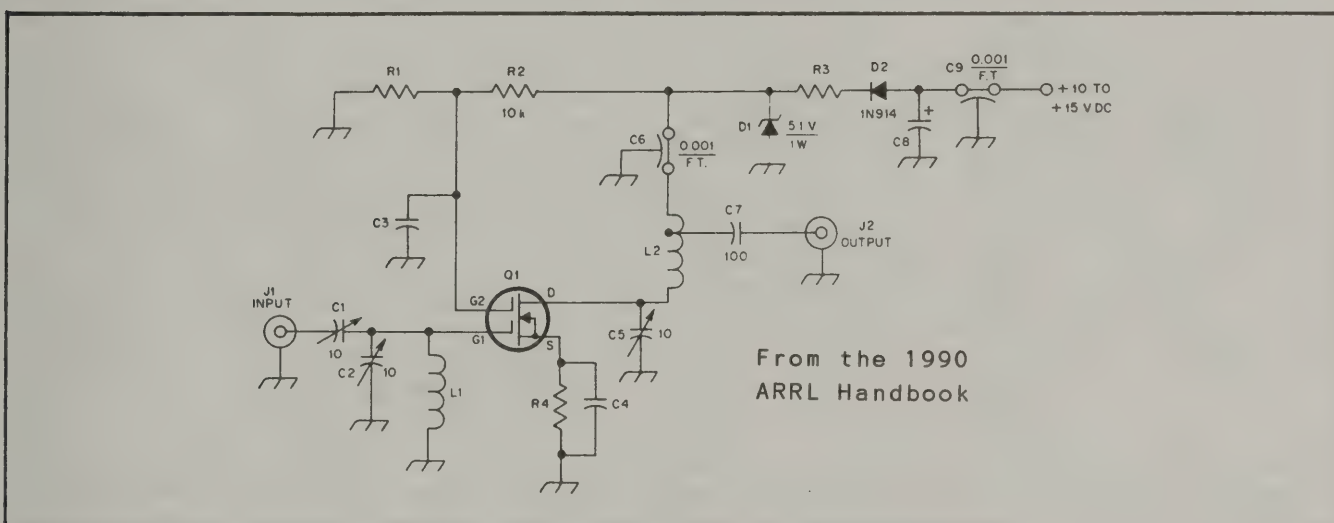 R1
R2
10k
R3
D2
1N914
C9
0.001
F.T
+10 TO
+15 V DC
C8
D1
5.1 V
1W
C6
0.001
F.T.
C3
C7
100
J2
OUTPUT
L2
Q1
G2
D
G1
S
J1
INPUT
C1
10
C2
10
L1
C5
10
R4
C4
From the 1990
ARRL Handbook